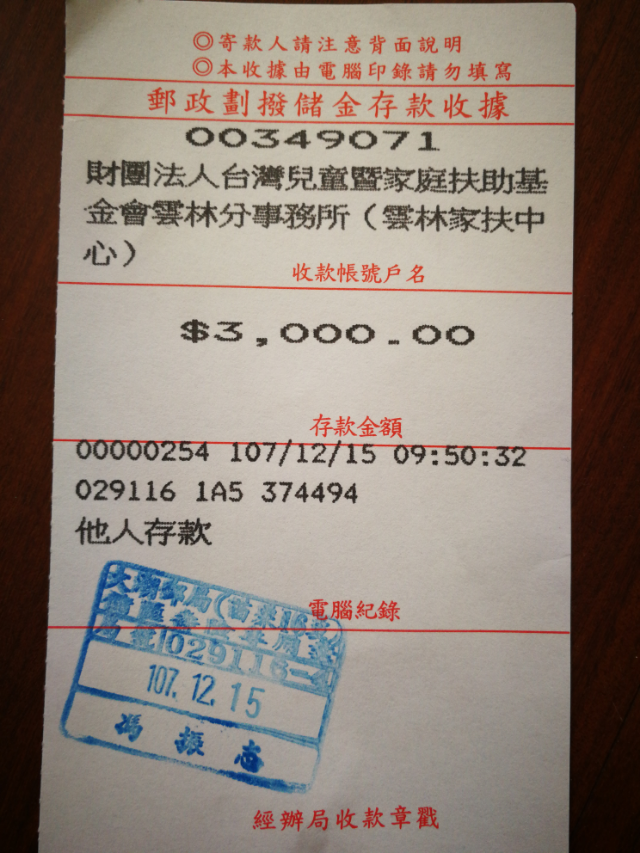 ◎寄款人請注意背面說明
◎本收據由電腦印錄請勿填寫
郵政劃撥儲金存款收據
00349071
財團法人台灣兒童暨家庭扶助基
金會雲林分事務所（雲林家扶中
心）
收款帳號戶名
$3,000.00
存款金額
00000254 107/12/15 09:50:32
029116 1A5 374494
他人存款
電腦紀錄
029116-4
107.12.15
馮振志
經辦局收款章戳